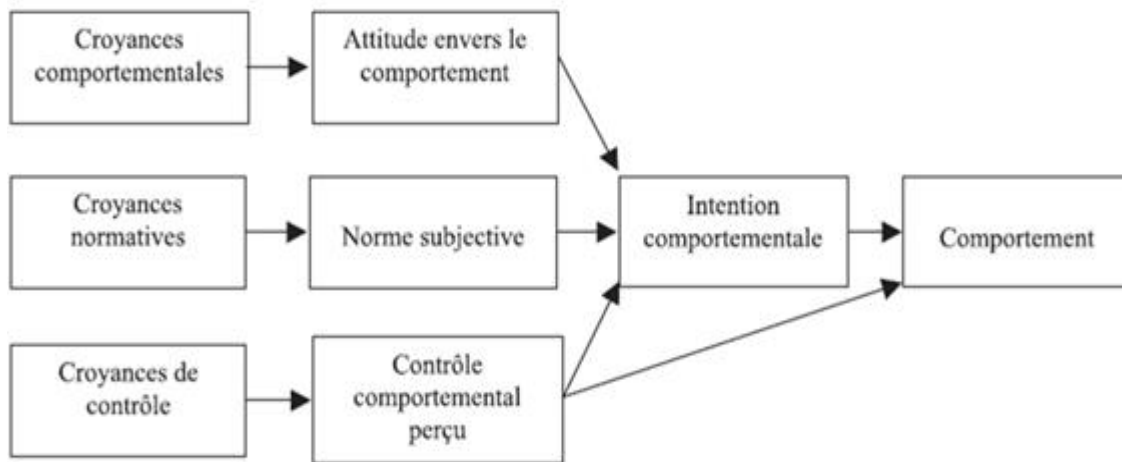 Croyances
comportementales
Attitude envers le
comportement
Croyances
normatives
Norme subjective
Intention
comportementale
Comportement
Croyances de
contrôle
Contrôle
comportemental
perçu